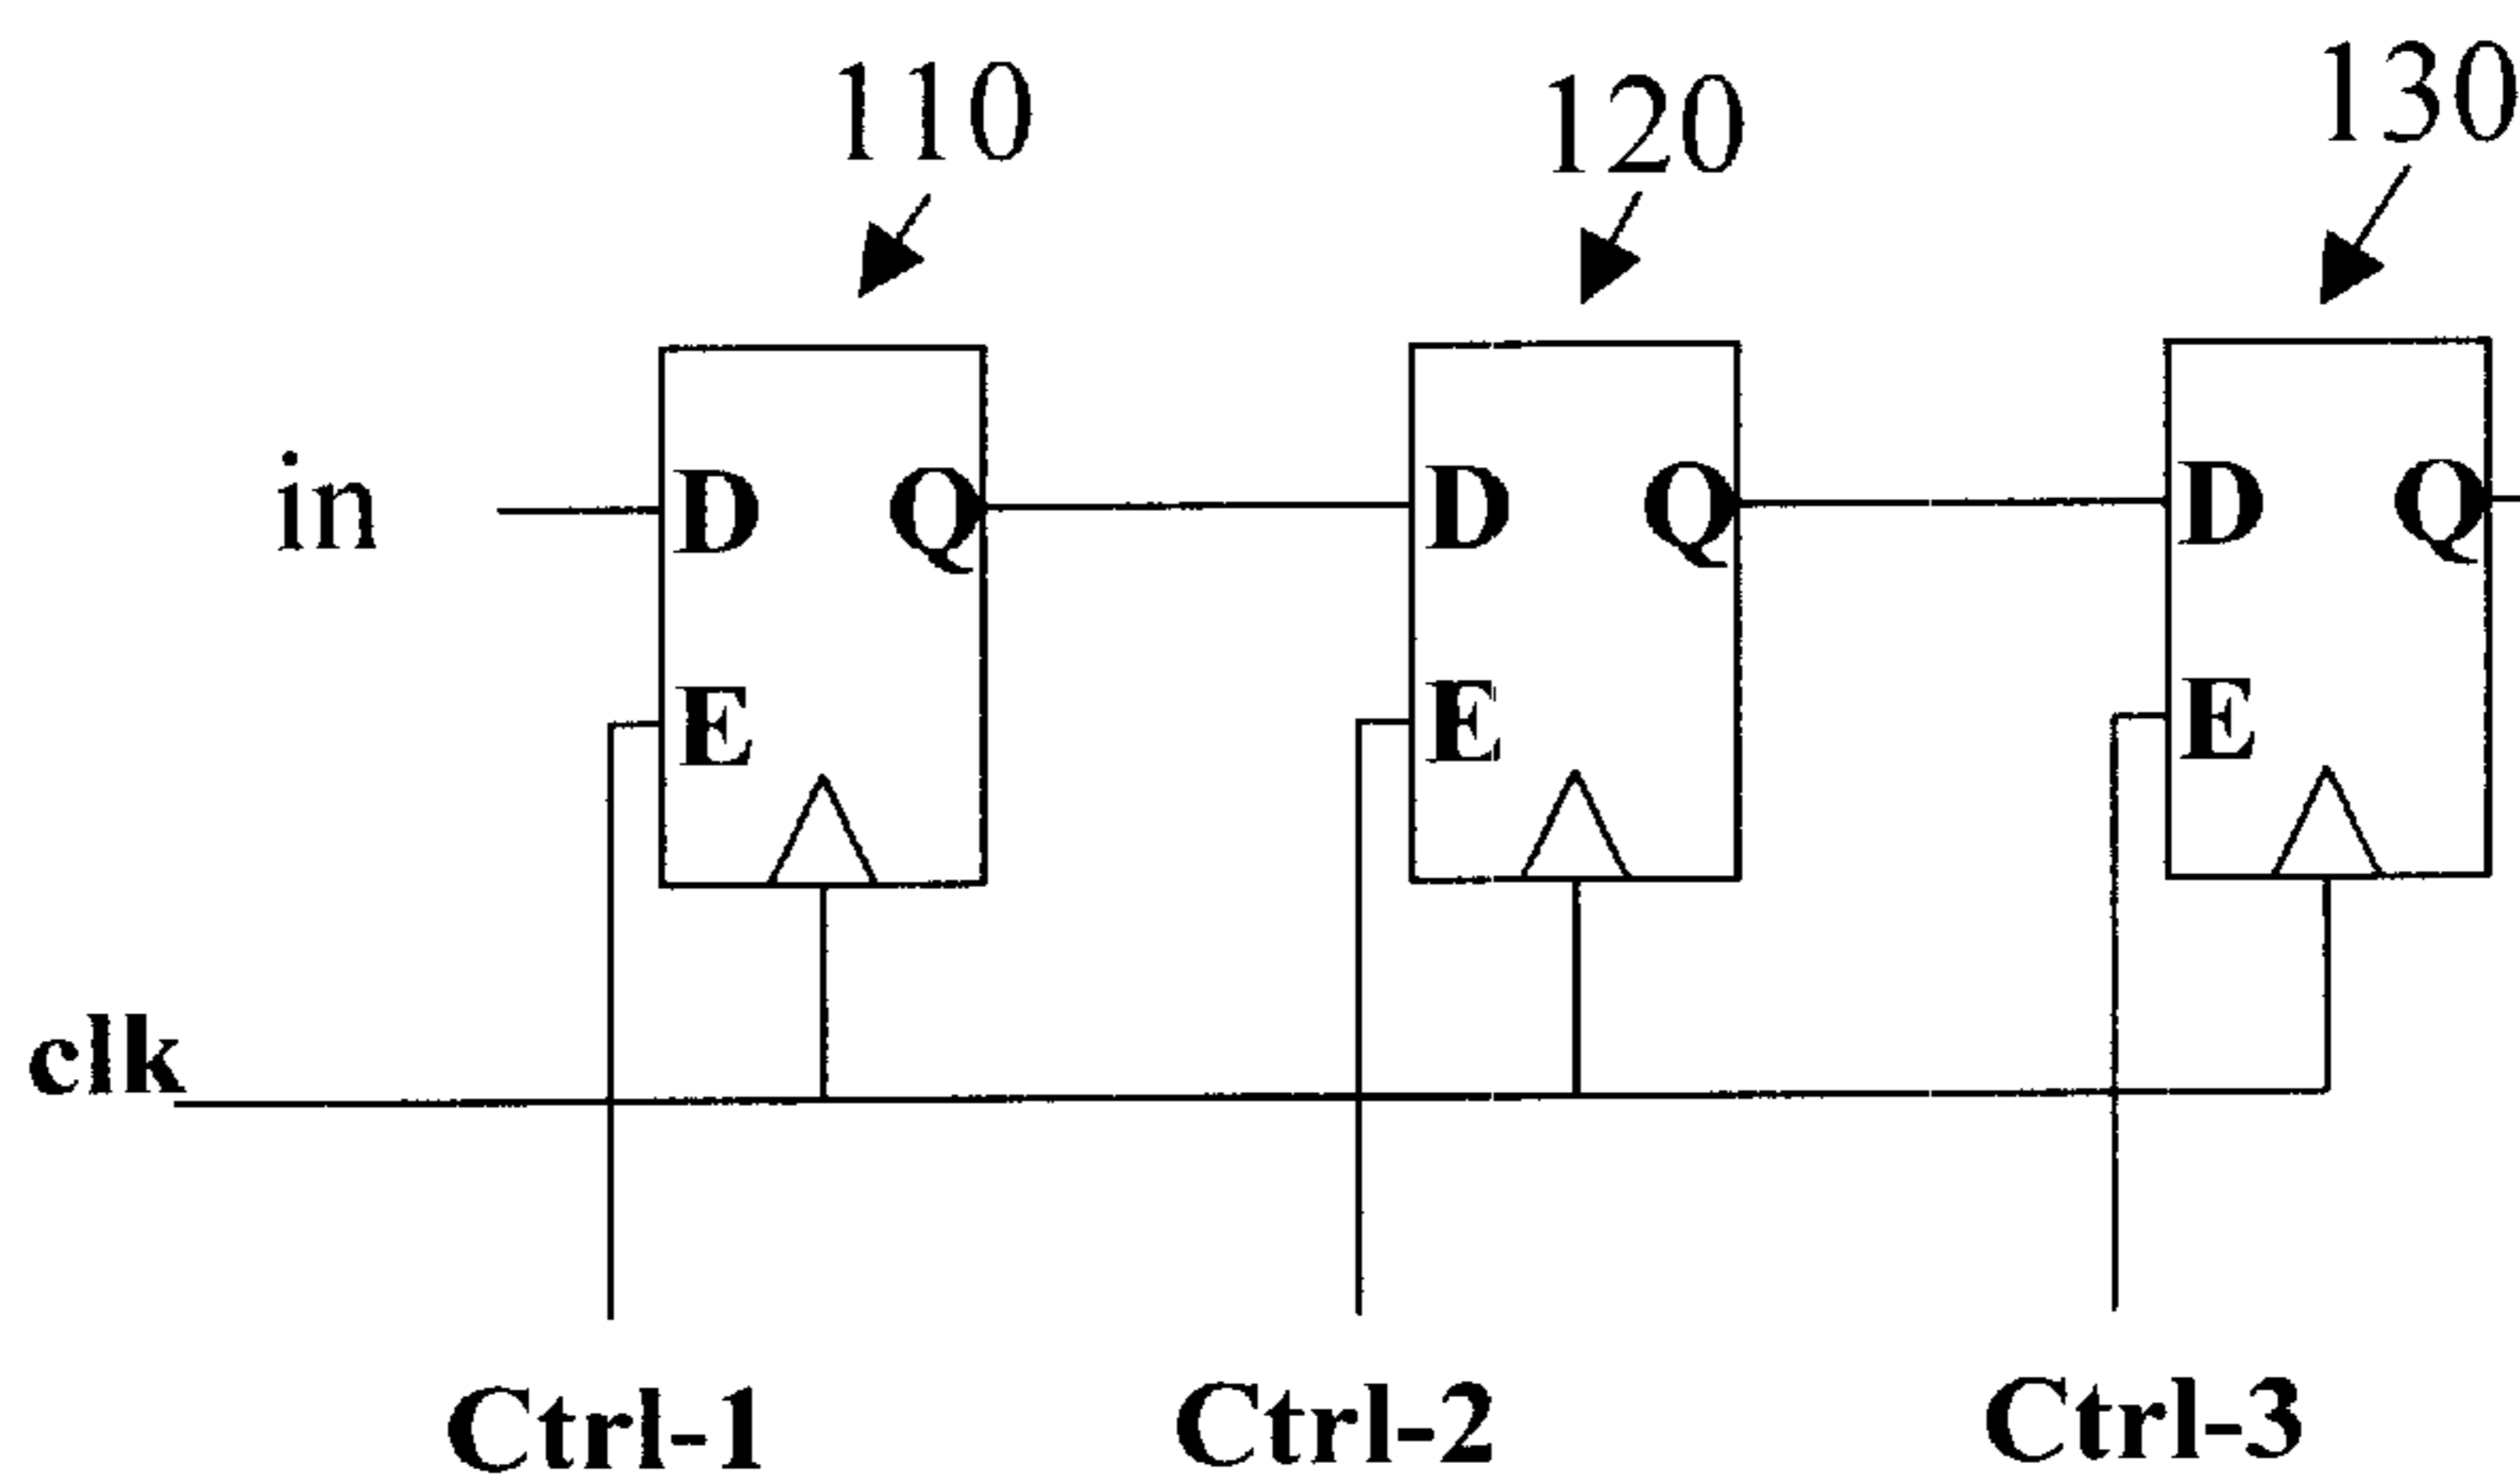 110 120 130
in D Q D Q D Q
E E E
clk
Ctrl-1 Ctrl-2 Ctrl-3